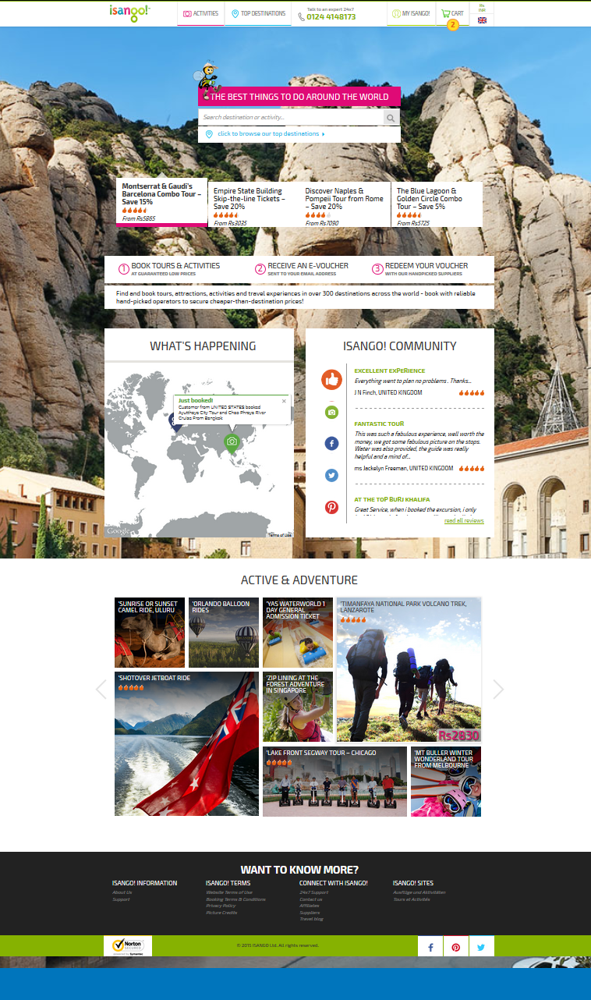 isango!
ACTIVITIES
TOP DESTINATIONS
Talk to an expert 24x7
0124 4148173
MY ISANGO!
CART
2
Rs
INR
THE BEST THINGS TO DO AROUND THE WORLD
Search destination or activity...
click to browse our top destinations
Montserrat & Gaudi's
Barcelona Combo Tour –
Save 15%
From Rs5865
Empire State Building
Skip-the-line Tickets –
Save 20%
From Rs3035
Discover Naples &
Pompeii Tour from Rome
– Save 20%
From Rs7090
The Blue Lagoon &
Golden Circle Combo
Tour – Save 5%
From Rs5725
1 BOOK TOURS & ACTIVITIES
AT GUARANTEED LOW PRICES
2 RECEIVE AN E-VOUCHER
SENT TO YOUR EMAIL ADDRESS
3 REDEEM YOUR VOUCHER
WITH OUR HANDPICKED SUPPLIERS
Find and book tours, attractions, activities and travel experiences in over 300 destinations across the world - book with reliable
hand-picked operators to secure cheaper-than-destination prices!
WHAT'S HAPPENING
Just booked!
Customer from UNITED STATES booked
Ayutthaya City Tour and Chao Phraya River
Cruise From Bangkok
Google
Terms of Use
ISANGO! COMMUNITY
EXCELLENT EXPERIENCE
Everything went to plan no problems . Thanks...
J N Finch, UNITED KINGDOM
FANTASTIC TOUR
This was such a fabulous experience, well worth the
money, we got some fabulous picture on the stops.
Water was also provided, the guide was really
helpful and a mind of...
ms Jackelyn Freeman, UNITED KINGDOM
AT THE TOP BURJ KHALIFA
Great Service, when i booked the excursion, i only
read all reviews
ACTIVE & ADVENTURE
'SUNRISE OR SUNSET
CAMEL RIDE, ULURU
'ORLANDO BALLOON
RIDES
'YAS WATERWORLD 1
DAY GENERAL
ADMISSION TICKET
'TIMANFAYA NATIONAL PARK VOLCANO TREK,
LANZAROTE
Rs2830
'SHOTOVER JETBOAT RIDE
'ZIP LINING AT THE
FOREST ADVENTURE
IN SINGAPORE
'LAKE FRONT SEGWAY TOUR – CHICAGO
'MT BULLER WINTER
WONDERLAND TOUR
FROM MELBOURNE
WANT TO KNOW MORE?
ISANGO! INFORMATION
About Us
Support
ISANGO! TERMS
Website Terms of Use
Booking Terms & Conditions
Privacy Policy
Picture Credits
CONNECT WITH ISANGO!
24x7 Support
Contact us
Affiliates
Suppliers
Travel blog
ISANGO! SITES
Ausflüge und Aktivitäten
Tours et Activités
Norton
SECURED
powered by Symantec
© 2015 ISANGO Ltd. All rights reserved.